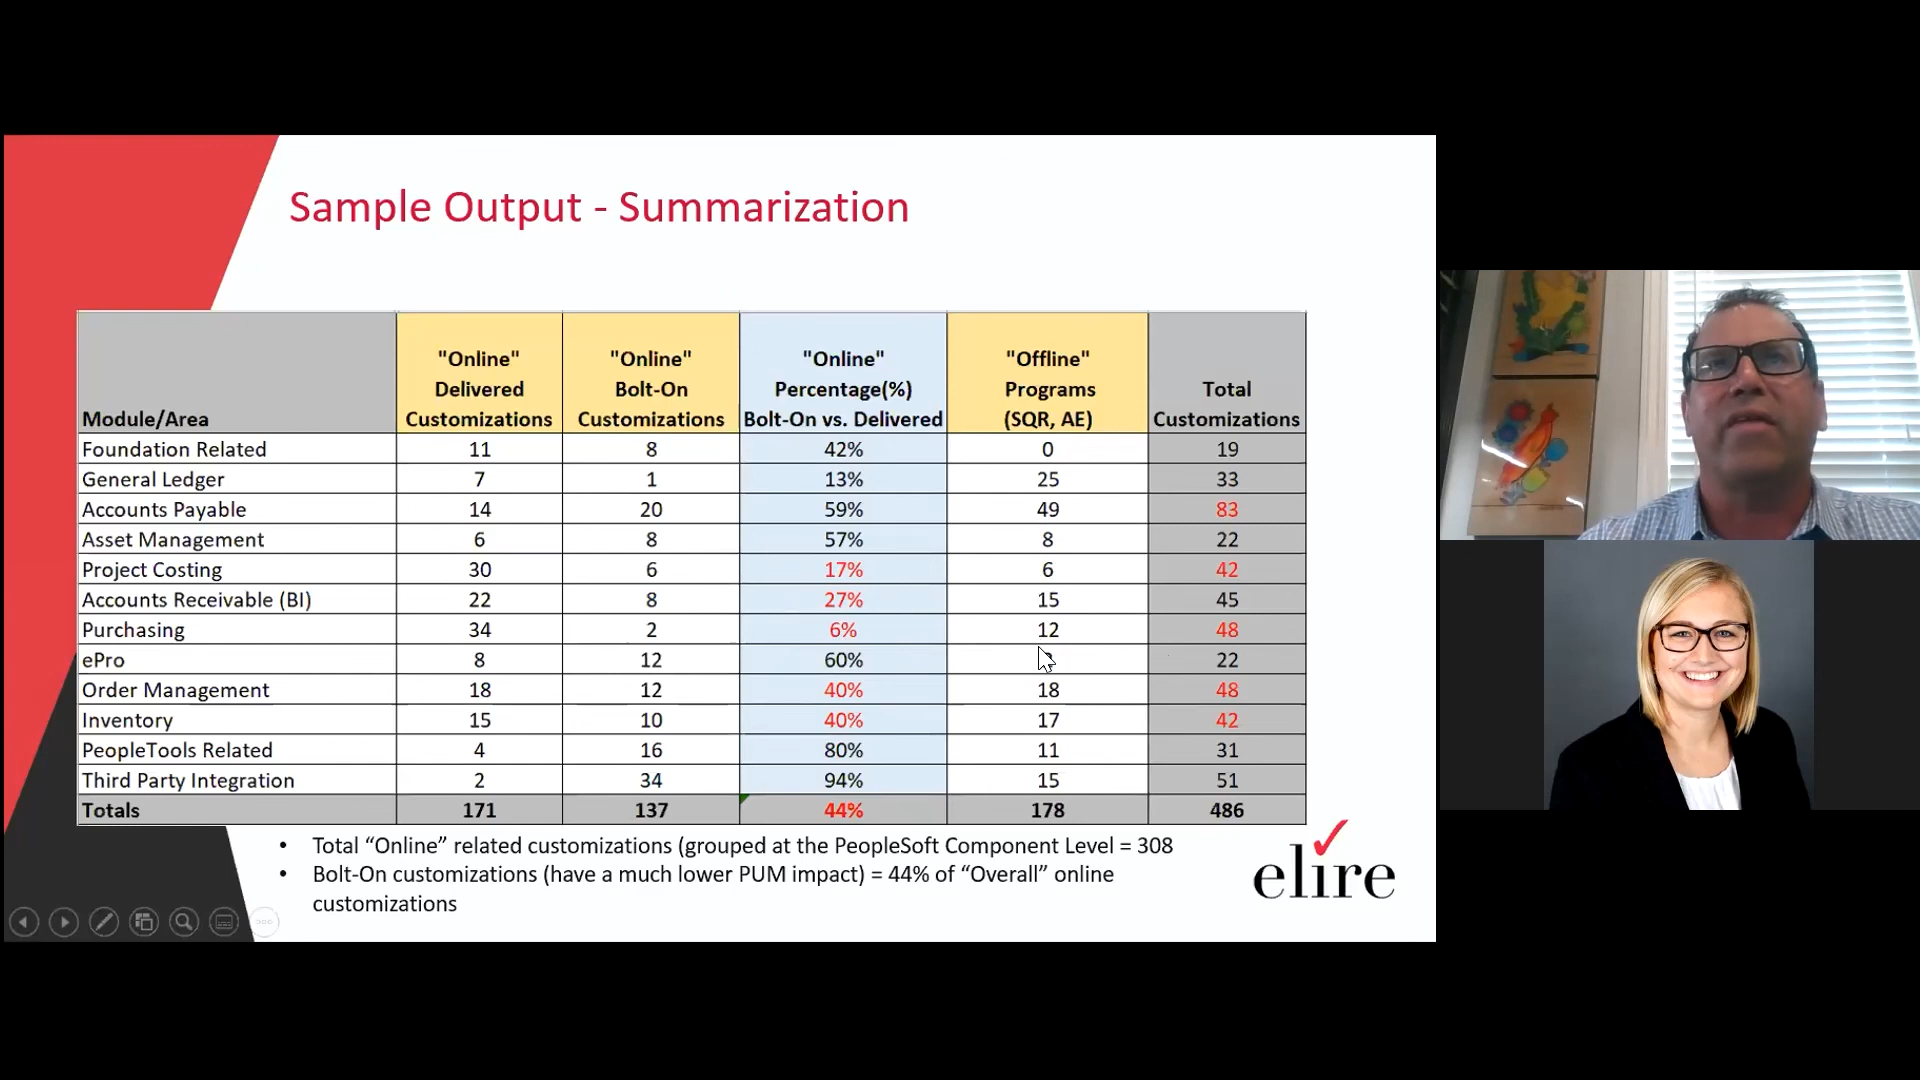 Sample Output - Summarization
"Online" "Online" "Online" "Offline"
Delivered Bolt-On Percentage(%) Programs Total
Module/Area Customizations Customizations Bolt-On vs. Delivered (SQR, AE) Customizations
Foundation Related 11 8 42% 0 19
General Ledger 7 1 13% 25 33
Accounts Payable 14 20 59% 49 83
Asset Management 6 8 57% 8 22
Project Costing 30 6 17% 6 42
Accounts Receivable (BI) 22 8 27% 15 45
Purchasing 34 2 6% 12 48
ePro 8 12 60% 22
Order Management 18 12 40% 18 48
Inventory 15 10 40% 17 42
PeopleTools Related 4 16 80% 11 31
Third Party Integration 2 34 94% 15 51
Totals 171 137 44% 178 486
• Total “Online” related customizations (grouped at the PeopleSoft Component Level = 308
• Bolt-On customizations (have a much lower PUM impact) = 44% of “Overall” online
customizations
elire